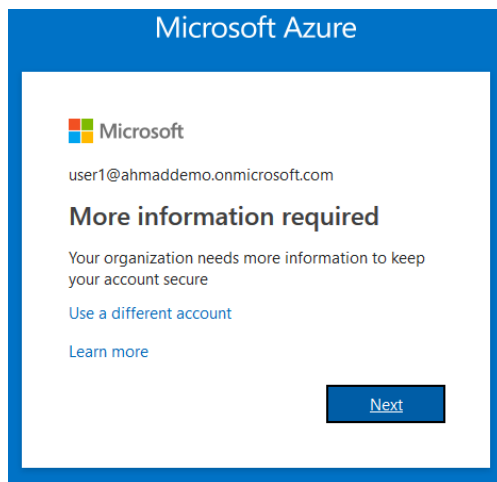 Microsoft Azure
Microsoft
user1@ahmaddemo.onmicrosoft.com
More information required
Your organization needs more information to keep
your account secure
Use a different account
Learn more
Next